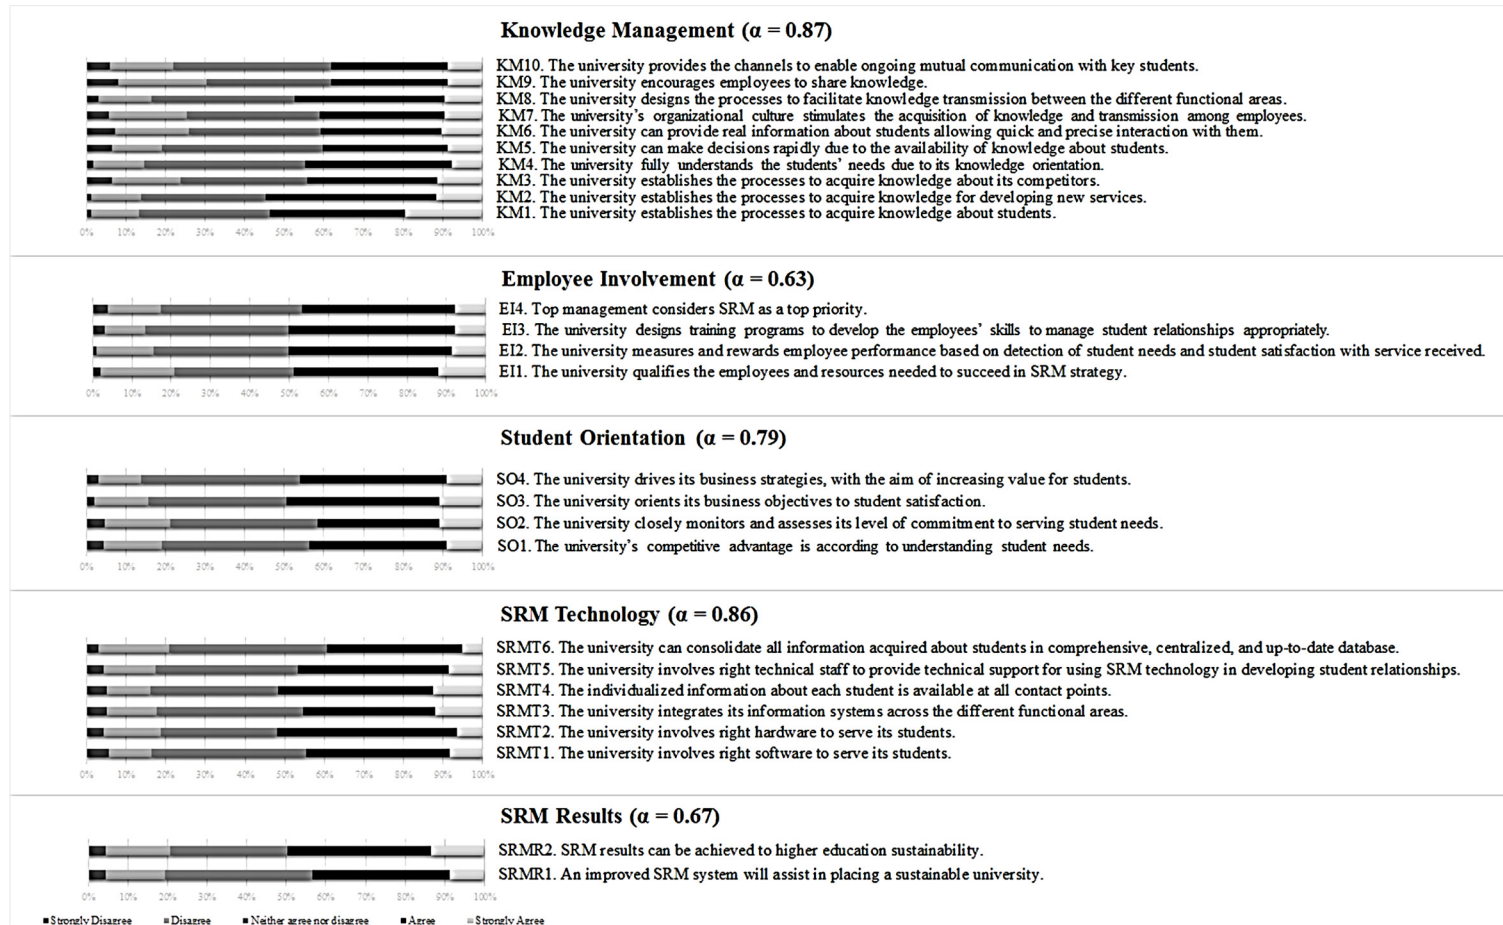 Knowledge Management (α = 0.87)
KM10. The university provides the channels to enable ongoing mutual communication with key students.
KM9. The university encourages employees to share knowledge.
KM8. The university designs the processes to facilitate knowledge transmission between the different functional areas.
KM7. The university's organizational culture stimulates the acquisition of knowledge and transmission among employees.
KM6. The university can provide real information about students allowing quick and precise interaction with them.
KM5. The university can make decisions rapidly due to the availability of knowledge about students.
KM4. The university fully understands the students' needs due to its knowledge orientation.
KM3. The university establishes the processes to acquire knowledge about its competitors.
KM2. The university establishes the processes to acquire knowledge for developing new services.
KM1. The university establishes the processes to acquire knowledge about students.
0% 10% 20% 30% 40% 50% 60% 70% 80% 90% 100%
Employee Involvement (α = 0.63)
EI4. Top management considers SRM as a top priority.
EI3. The university designs training programs to develop the employees' skills to manage student relationships appropriately.
EI2. The university measures and rewards employee performance based on detection of student needs and student satisfaction with service received.
EI1. The university qualifies the employees and resources needed to succeed in SRM strategy.
0% 10% 20% 30% 40% 50% 60% 70% 80% 90% 100%
Student Orientation (α = 0.79)
SO4. The university drives its business strategies, with the aim of increasing value for students.
SO3. The university orients its business objectives to student satisfaction.
SO2. The university closely monitors and assesses its level of commitment to serving student needs.
SO1. The university's competitive advantage is according to understanding student needs.
0% 10% 20% 30% 40% 50% 60% 70% 80% 90% 100%
SRM Technology (α = 0.86)
SRMT6. The university can consolidate all information acquired about students in comprehensive, centralized, and up-to-date database.
SRMT5. The university involves right technical staff to provide technical support for using SRM technology in developing student relationships.
SRMT4. The individualized information about each student is available at all contact points.
SRMT3. The university integrates its information systems across the different functional areas.
SRMT2. The university involves right hardware to serve its students.
SRMT1. The university involves right software to serve its students.
0% 10% 20% 30% 40% 50% 60% 70% 80% 90% 100%
SRM Results (α = 0.67)
SRMR2. SRM results can be achieved to higher education sustainability.
SRMR1. An improved SRM system will assist in placing a sustainable university.
0% 10% 20% 30% 40% 50% 60% 70% 80% 90% 100%
Strongly Disagree Disagree Neither agree nor disagree Agree Strongly Agree